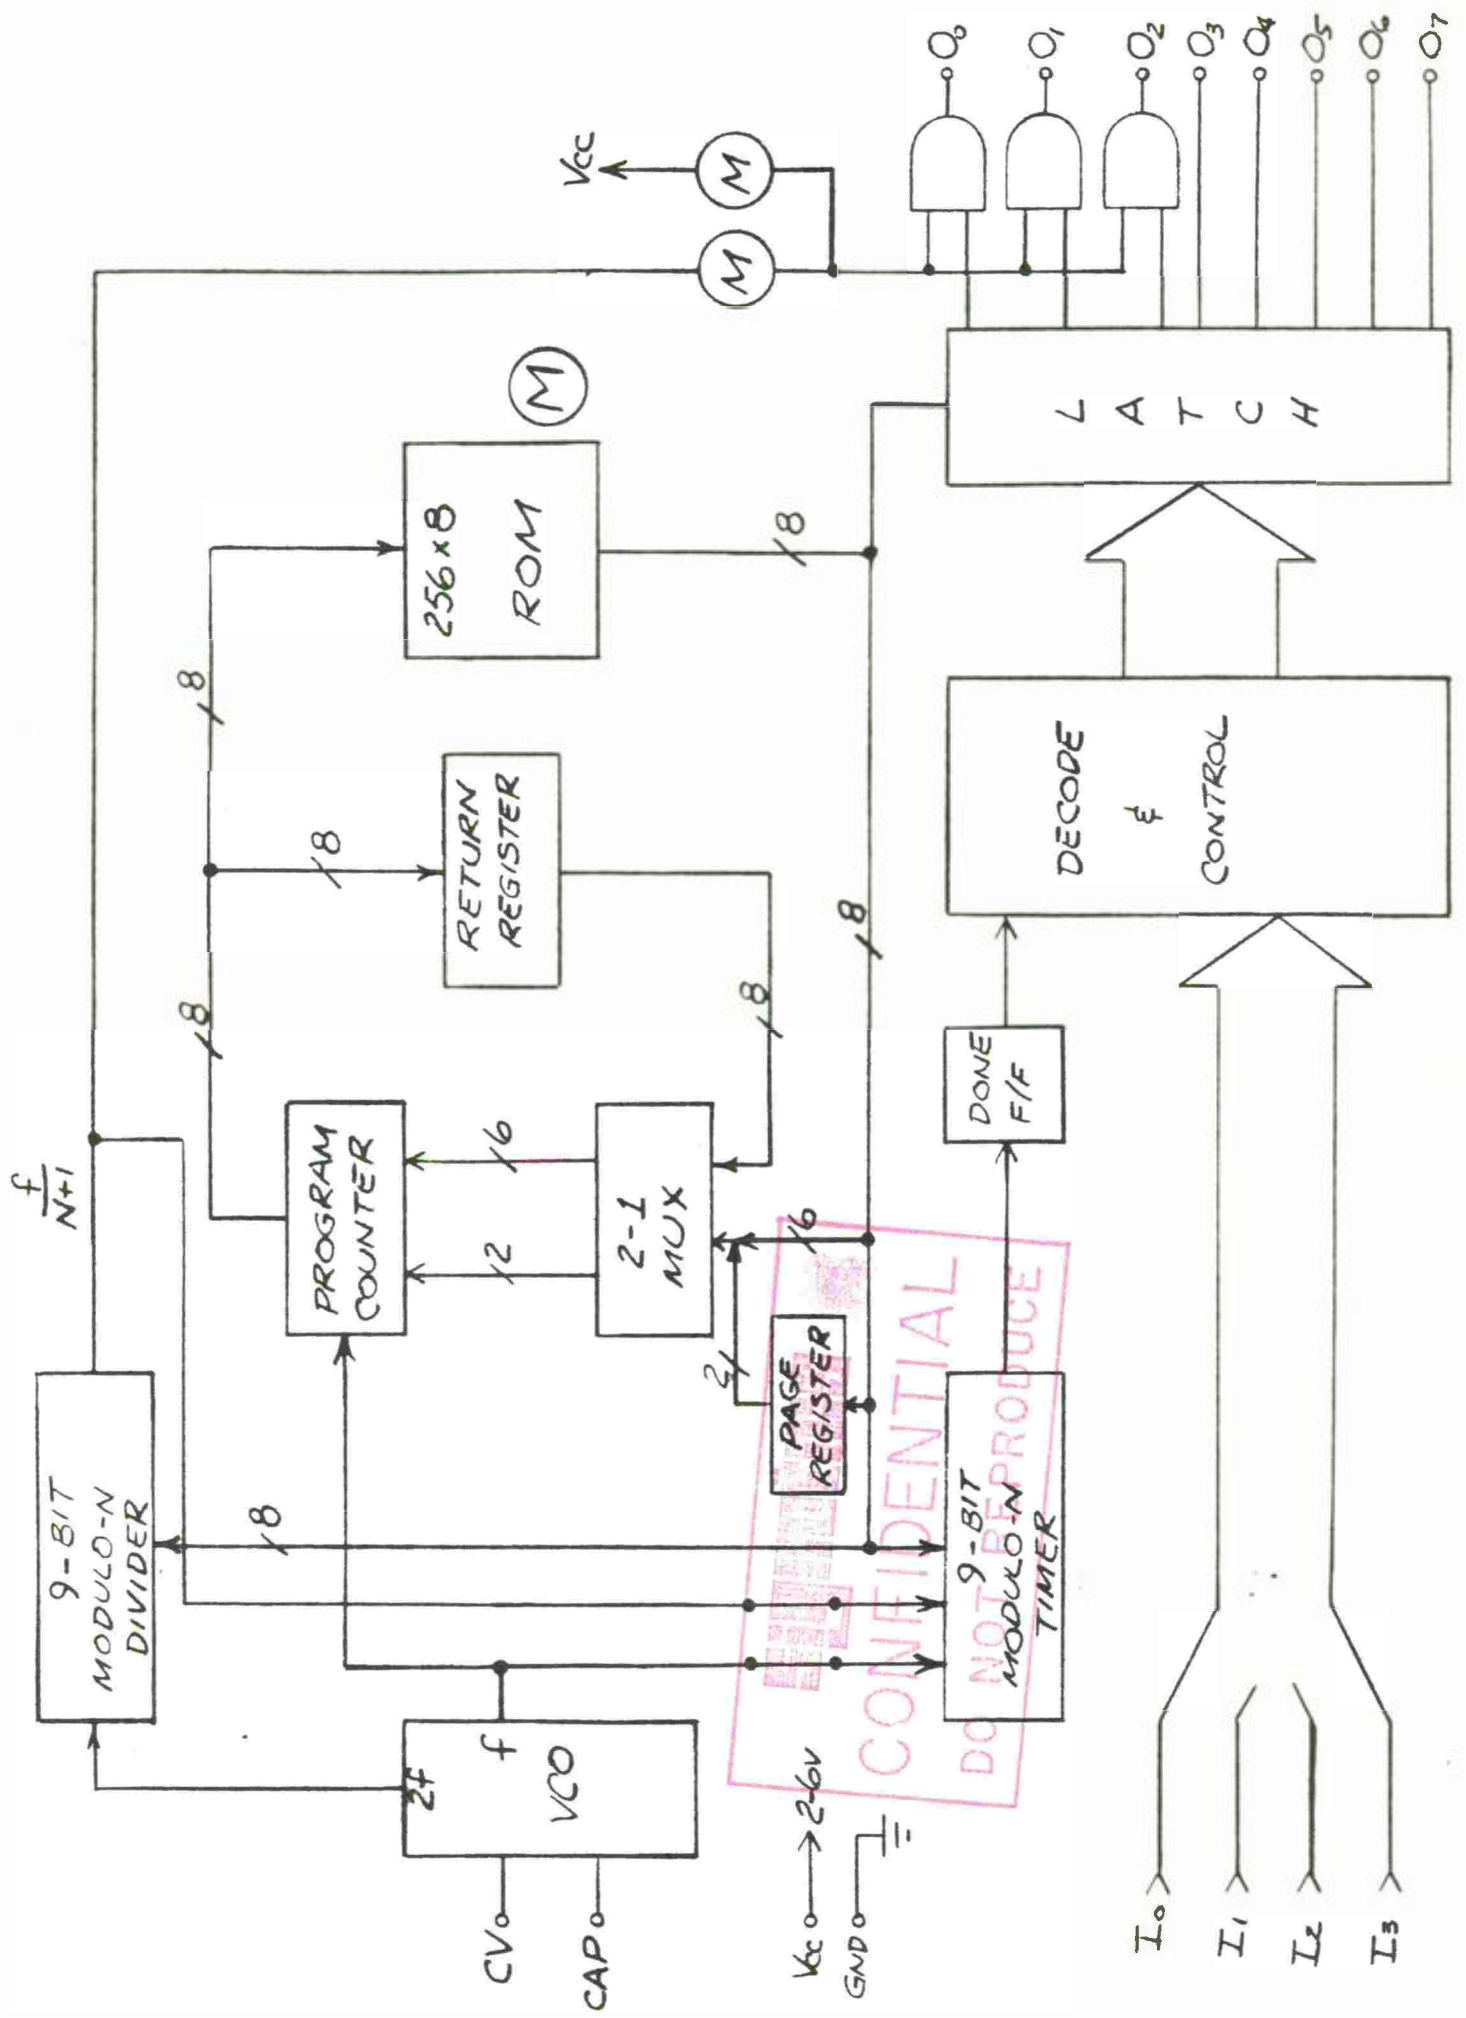 f
N+1
9-BIT
MODULO-N
DIVIDER
2f
f
VCO
CV
CAP
Vcc
2-6V
GND
PROGRAM
COUNTER
2
6
2-1
MUX
8
8
8
8
8
RETURN
REGISTER
256x8
ROM
M
8
8
Vcc
M
M
2
6
PAGE
REGISTER
9-BIT
MODULO-N
TIMER
DONE
F/F
CONFIDENTIAL
DO NOT REPRODUCE
DECODE
&
CONTROL
LATCH
I0
I1
I2
I3
O0
O1
O2
O3
O4
O5
O6
O7